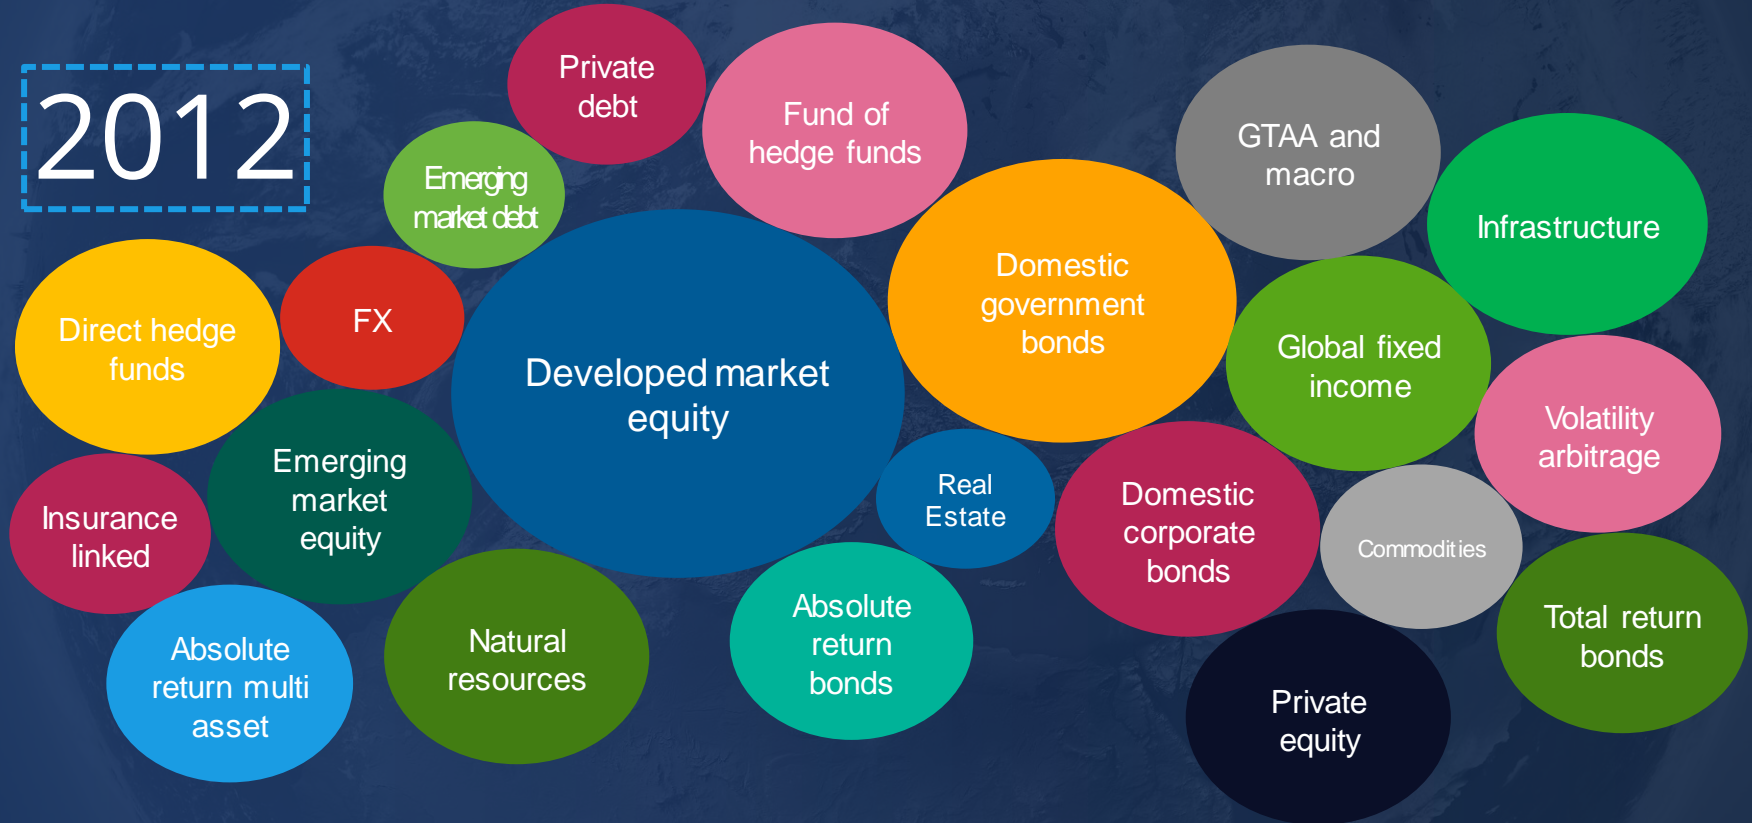 2012
Private
debt
Fund of
hedge funds
GTAA and
macro
Infrastructure
Emerging
market debt
Domestic
government
bonds
Direct hedge
funds
FX
Developed market
equity
Global fixed
income
Volatility
arbitrage
Emerging
market
equity
Insurance
linked
Real
Estate
Domestic
corporate
bonds
Commodities
Absolute
return multi
asset
Natural
resources
Absolute
return
bonds
Total return
bonds
Private
equity